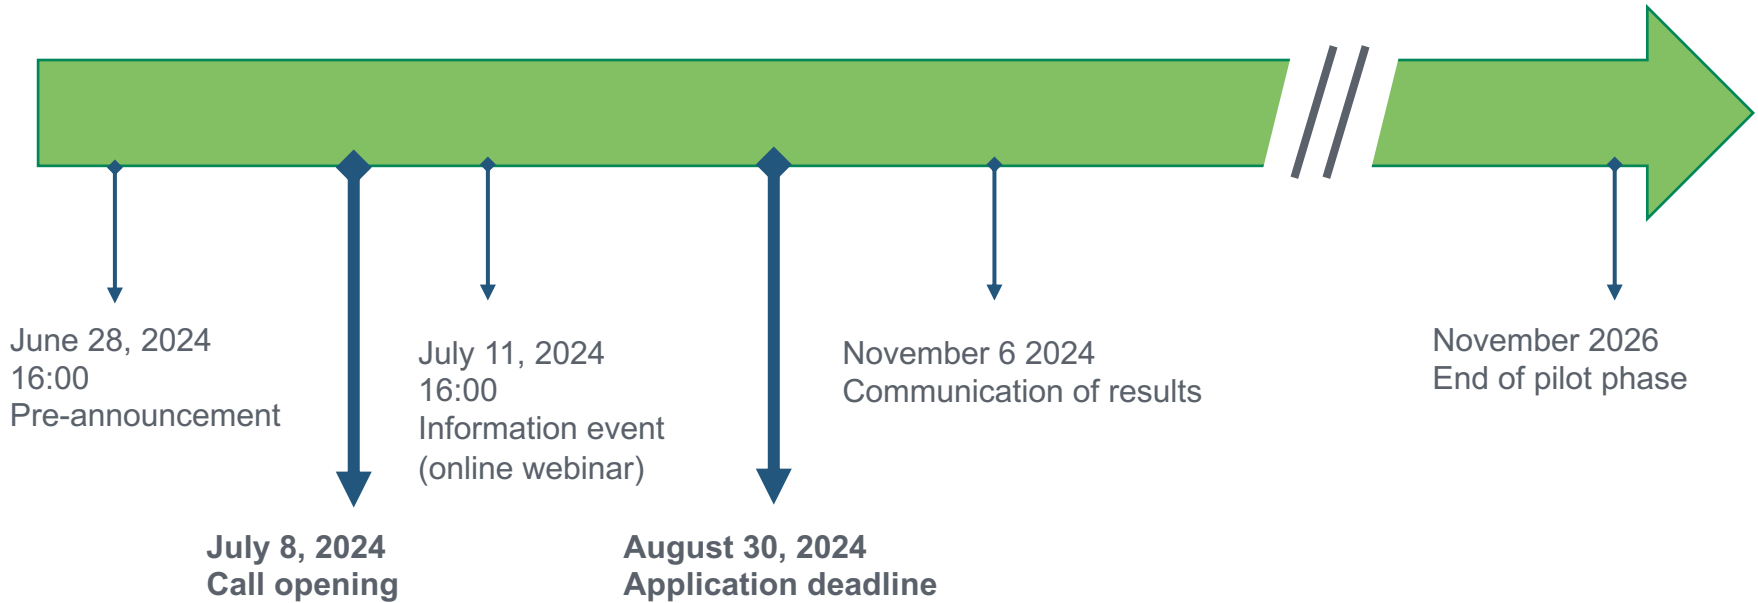 June 28, 2024
16:00
Pre-announcement
July 8, 2024
Call opening
July 11, 2024
16:00
Information event
(online webinar)
August 30, 2024
Application deadline
November 6 2024
Communication of results
November 2026
End of pilot phase